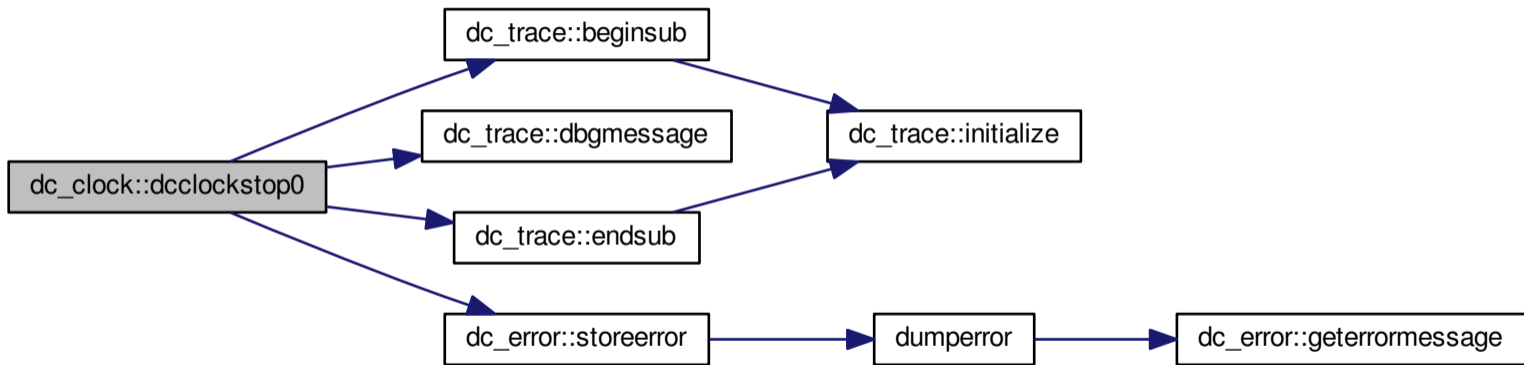 dc_trace::beginsub
dc_trace::dbgmessage
dc_trace::initialize
dc_clock::dcclockstop0
dc_trace::endsub
dc_error::storeerror
dumperror
dc_error::geterrormessage